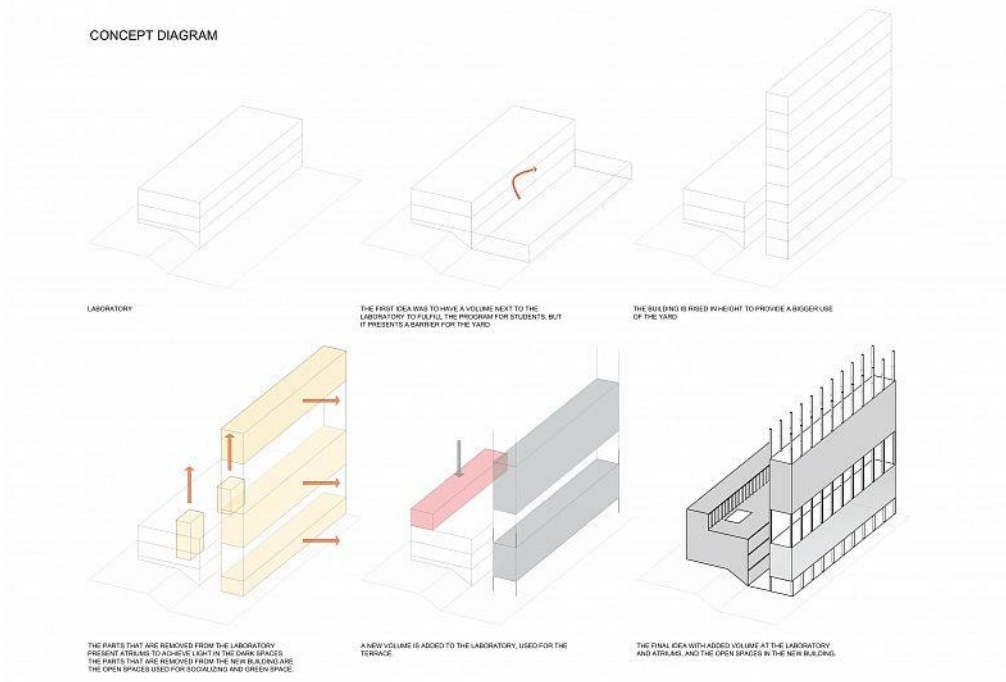 CONCEPT DIAGRAM
LABORATORY
THE FIRST IDEA WAS TO HAVE A VOLUME NEXT TO THE
LABORATORY TO FULFILL THE PROGRAM FOR STUDENTS, BUT
IT PRESENTS A BARRIER FOR THE YARD
THE BUILDING IS RISED IN HEIGHT TO PROVIDE A BIGGER USE
OF THE YARD
THE PARTS THAT ARE REMOVED FROM THE LABORATORY
PRESENT ATRIUMS TO ACHIEVE LIGHT IN THE DARK SPACES.
THE PARTS THAT ARE REMOVED FROM THE NEW BUILDING ARE
THE OPEN SPACES USED FOR SOCIALIZING AND GREEN SPACE.
A NEW VOLUME IS ADDED TO THE LABORATORY, USED FOR THE
TERRACE.
THE FINAL IDEA WITH ADDED VOLUME AT THE LABORATORY
AND ATRIUMS, AND THE OPEN SPACES IN THE NEW BUILDING.